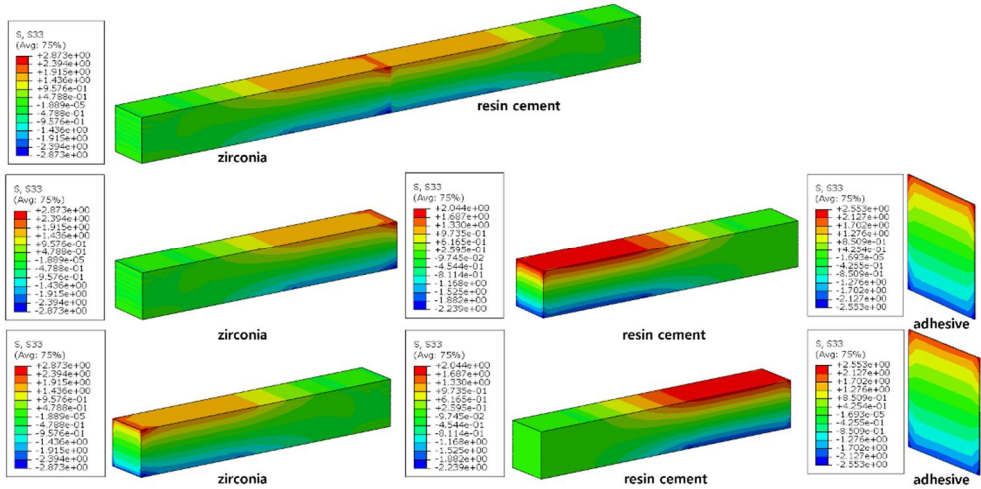 S, S33
(Avg: 75%)
+2.873e+00
+2.394e+00
+1.915e+00
+1.436e+00
+9.576e-01
+4.788e-01
-1.889e-05
-4.788e-01
-9.576e-01
-1.436e+00
-1.915e+00
-2.394e+00
-2.873e+00
resin cement
zirconia
S, S33
(Avg: 75%)
+2.873e+00
+2.394e+00
+1.915e+00
+1.436e+00
+9.576e-01
+4.788e-01
-1.889e-05
-4.788e-01
-9.576e-01
-1.436e+00
-1.915e+00
-2.394e+00
-2.873e+00
zirconia
S, S33
(Avg: 75%)
+2.044e+00
+1.687e+00
+1.330e+00
+9.735e-01
+6.165e-01
+2.595e-01
-9.745e-02
-4.544e-01
-8.114e-01
-1.168e+00
-1.525e+00
-1.882e+00
-2.239e+00
resin cement
S, S33
(Avg: 75%)
+2.553e+00
+2.127e+00
+1.702e+00
+1.276e+00
+8.509e-01
+4.254e-01
-1.693e-05
-4.255e-01
-8.509e-01
-1.276e+00
-1.702e+00
-2.127e+00
-2.553e+00
adhesive
S, S33
(Avg: 75%)
+2.873e+00
+2.394e+00
+1.915e+00
+1.436e+00
+9.576e-01
+4.788e-01
-1.889e-05
-4.788e-01
-9.576e-01
-1.436e+00
-1.915e+00
-2.394e+00
-2.873e+00
zirconia
S, S33
(Avg: 75%)
+2.044e+00
+1.687e+00
+1.330e+00
+9.735e-01
+6.165e-01
+2.595e-01
-9.745e-02
-4.544e-01
-8.114e-01
-1.168e+00
-1.525e+00
-1.882e+00
-2.239e+00
resin cement
S, S33
(Avg: 75%)
+2.553e+00
+2.127e+00
+1.702e+00
+1.276e+00
+8.509e-01
+4.254e-01
-1.693e-05
-4.255e-01
-8.509e-01
-1.276e+00
-1.702e+00
-2.127e+00
-2.553e+00
adhesive